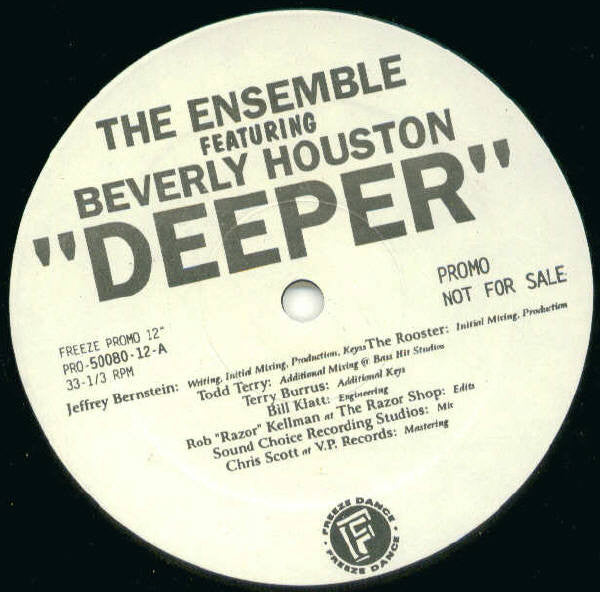 THE ENSEMBLE
FEATURING
BEVERLY HOUSTON
"DEEPER"
PROMO
NOT FOR SALE
FREEZE PROMO 12"
PRO-50080-12-A
33-1/3 RPM
Jeffrey Bernstein: Writing, Initial Mixing, Production, Keys The Rooster: Initial Mixing, Production
Todd Terry: Additional Mixing @ Bass Hit Studios
Terry Burrus: Additional Keys
Bill Klatt: Engineering
Rob "Razor" Kellman at The Razor Shop: Edits
Sound Choice Recording Studios: Mix
Chris Scott at V.P. Records: Mastering
FREEZE DANCE
F
FREEZE DANCE